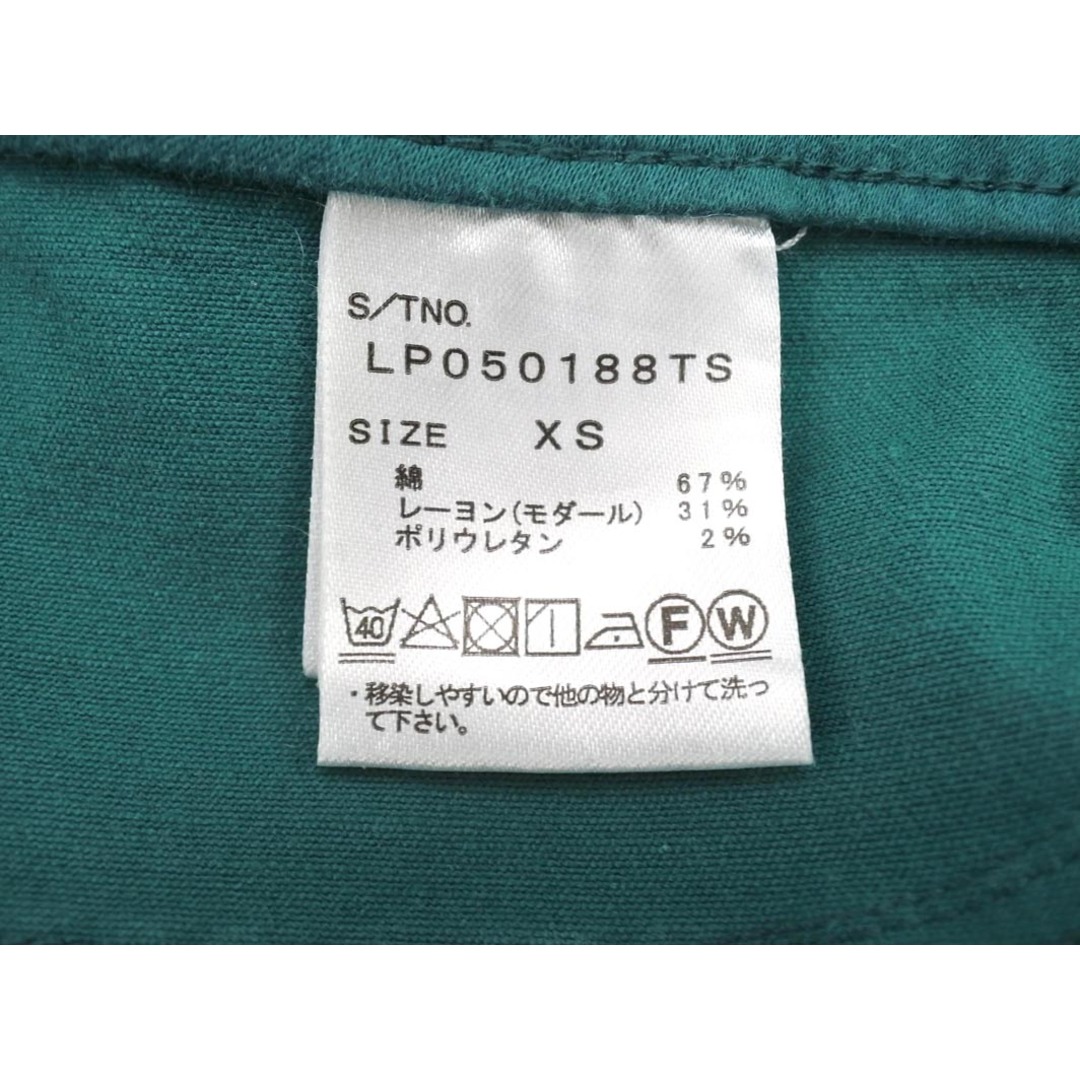 S/TNO.
LP050188TS
SIZE XS
綿 67%
レーヨン(モダール) 31%
ポリウレタン 2%
40 F W
・移染しやすいので他の物と分けて洗っ
て下さい。